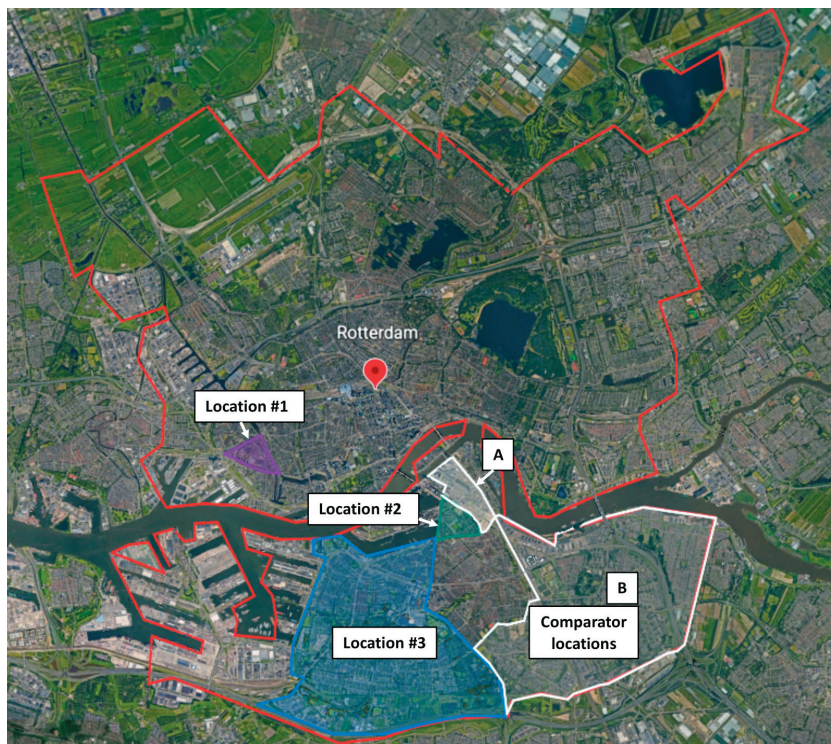 Rotterdam
Location #1
A
Location #2
B
Comparator
locations
Location #3